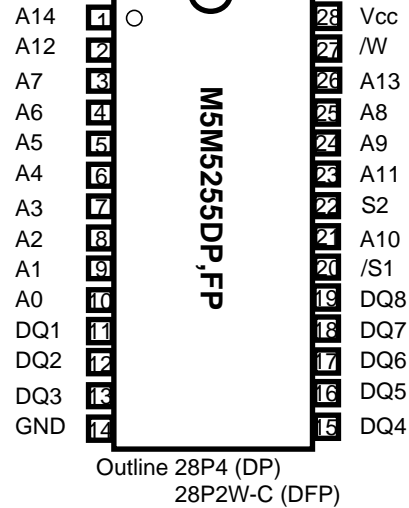 A14 1 28 Vcc
A12 2 27 /W
A7 3 26 A13
A6 4 25 A8
A5 5 24 A9
A4 6 23 A11
A3 7 22 S2
A2 8 21 A10
A1 9 20 /S1
A0 10 19 DQ8
DQ1 11 18 DQ7
DQ2 12 17 DQ6
DQ3 13 16 DQ5
GND 14 15 DQ4
M5M5255DP,FP
Outline 28P4 (DP)
28P2W-C (DFP)